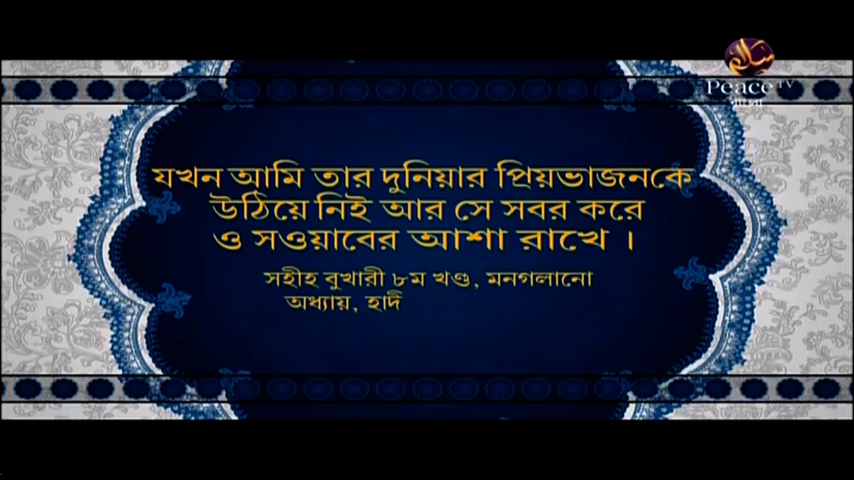 Peace TV
বাংলা
যখন আমি তার দুনিয়ার প্রিয়ভাজনকে
উঠিয়ে নিই আর সে সবর করে
ও সওয়াবের আশা রাখে ।
সহীহ বুখারী ৮ম খণ্ড, মনগলানো
অধ্যায়, হাদী